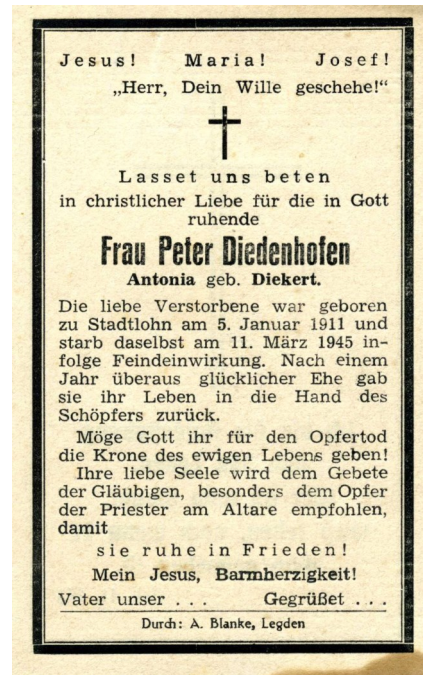 Jesus! Maria! Josef!
„Herr, Dein Wille geschehe!“
Lasset uns beten
in christlicher Liebe für die in Gott
ruhende
Frau Peter Diedenhofen
Antonia geb. Diekert.
Die liebe Verstorbene war geboren
zu Stadtlohn am 5. Januar 1911 und
starb daselbst am 11. März 1945 in-
folge Feindeinwirkung. Nach einem
Jahr überaus glücklicher Ehe gab
sie ihr Leben in die Hand des
Schöpfers zurück.
Möge Gott ihr für den Opfertod
die Krone des ewigen Lebens geben!
Ihre liebe Seele wird dem Gebete
der Gläubigen, besonders dem Opfer
der Priester am Altare empfohlen,
damit
sie ruhe in Frieden!
Mein Jesus, Barmherzigkeit!
Vater unser . . . Gegrüßet . . .
Durch: A. Blanke, Legden